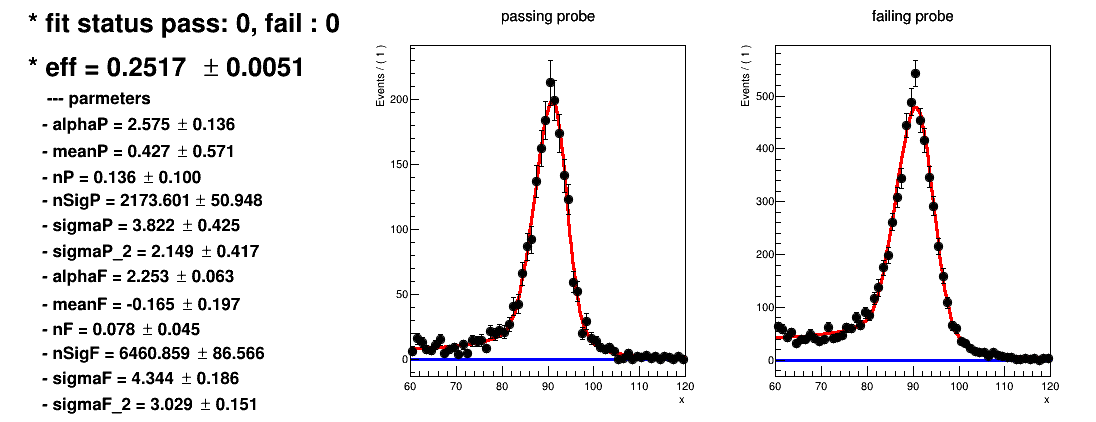 * fit status pass: 0, fail : 0
* eff = 0.2517 ± 0.0051
--- parmeters
- alphaP = 2.575 ± 0.136
- meanP = 0.427 ± 0.571
- nP = 0.136 ± 0.100
- nSigP = 2173.601 ± 50.948
- sigmaP = 3.822 ± 0.425
- sigmaP_2 = 2.149 ± 0.417
- alphaF = 2.253 ± 0.063
- meanF = -0.165 ± 0.197
- nF = 0.078 ± 0.045
- nSigF = 6460.859 ± 86.566
- sigmaF = 4.344 ± 0.186
- sigmaF_2 = 3.029 ± 0.151
passing probe
Events / ( 1 )
200
150
100
50
0
60 70 80 90 100 110 120
x
failing probe
Events / ( 1 )
500
400
300
200
100
0
60 70 80 90 100 110 120
x